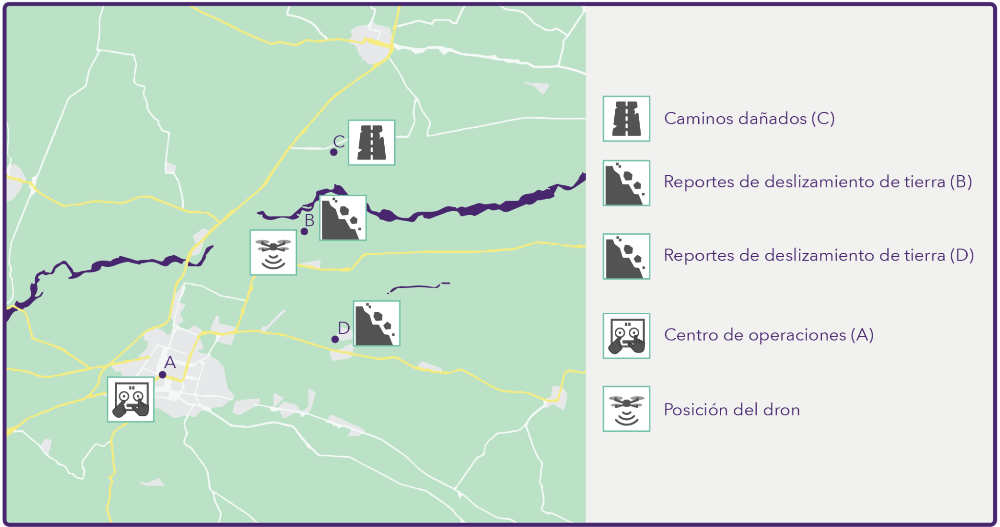 C
B
D
A
Caminos dañados (C)
Reportes de deslizamiento de tierra (B)
Reportes de deslizamiento de tierra (D)
Centro de operaciones (A)
Posición del dron